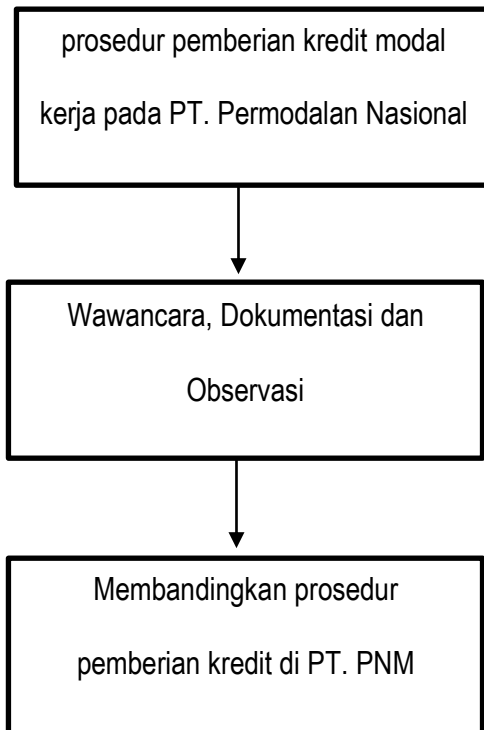 prosedur pemberian kredit modal
kerja pada PT. Permodalan Nasional
Wawancara, Dokumentasi dan
Observasi
Membandingkan prosedur
pemberian kredit di PT. PNM